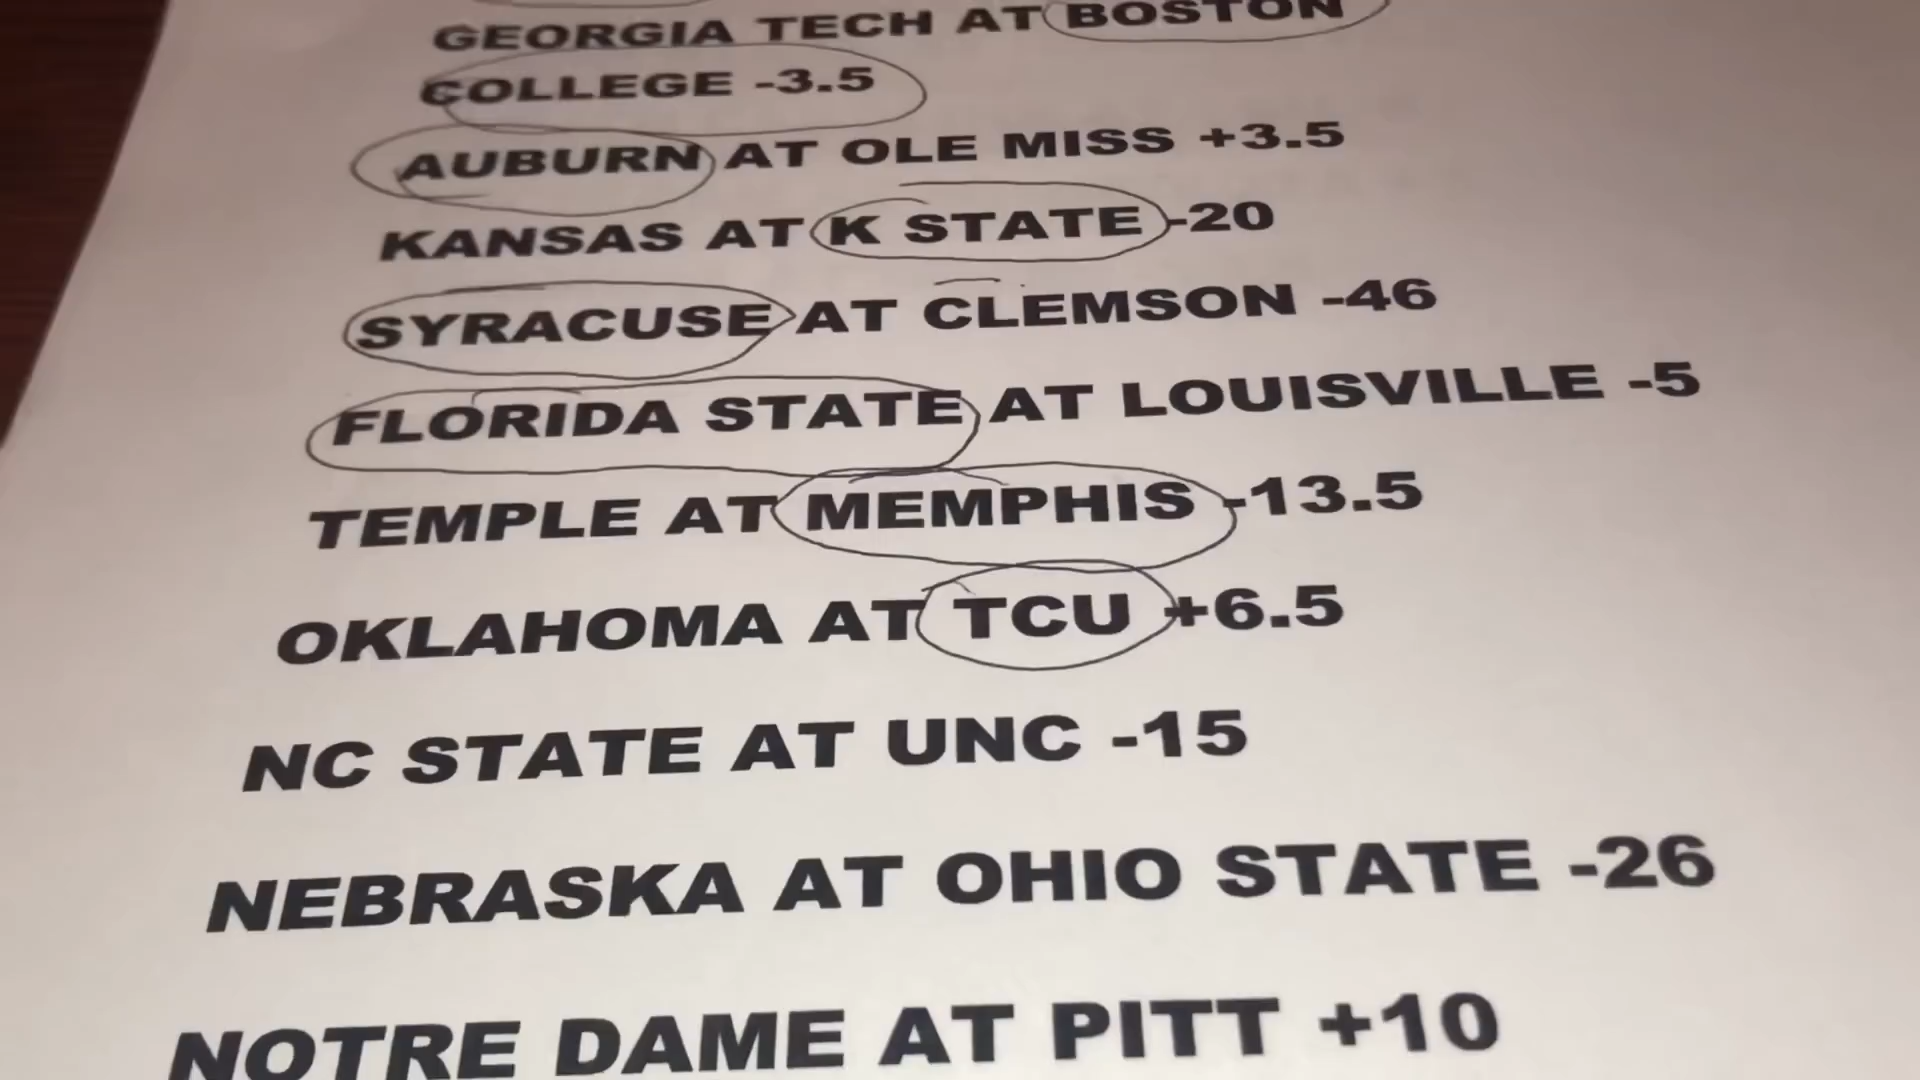 GEORGIA TECH AT BOSTON
COLLEGE -3.5
AUBURN AT OLE MISS +3.5
KANSAS AT K STATE -20
SYRACUSE AT CLEMSON -46
FLORIDA STATE AT LOUISVILLE -5
TEMPLE AT MEMPHIS -13.5
OKLAHOMA AT TCU +6.5
NC STATE AT UNC -15
NEBRASKA AT OHIO STATE -26
NOTRE DAME AT PITT +10